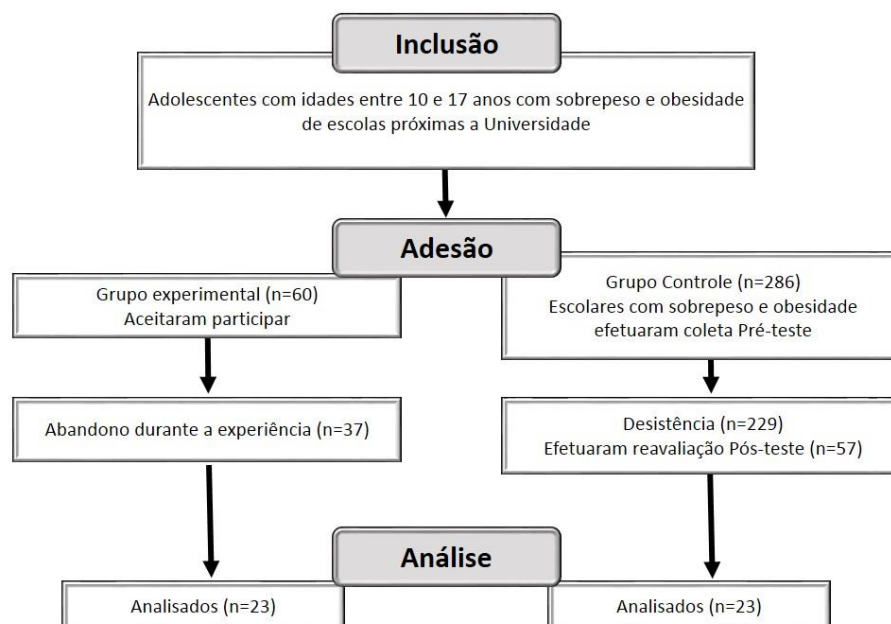 Inclusão
Adolescentes com idades entre 10 e 17 anos com sobrepeso e obesidade
de escolas próximas a Universidade
Adesão
Grupo experimental (n=60)
Aceitaram participar
Grupo Controle (n=286)
Escolares com sobrepeso e obesidade
efetuaram coleta Pré-teste
Abandono durante a experiência (n=37)
Desistência (n=229)
Efetuaram reavaliação Pós-teste (n=57)
Análise
Analisados (n=23)
Analisados (n=23)